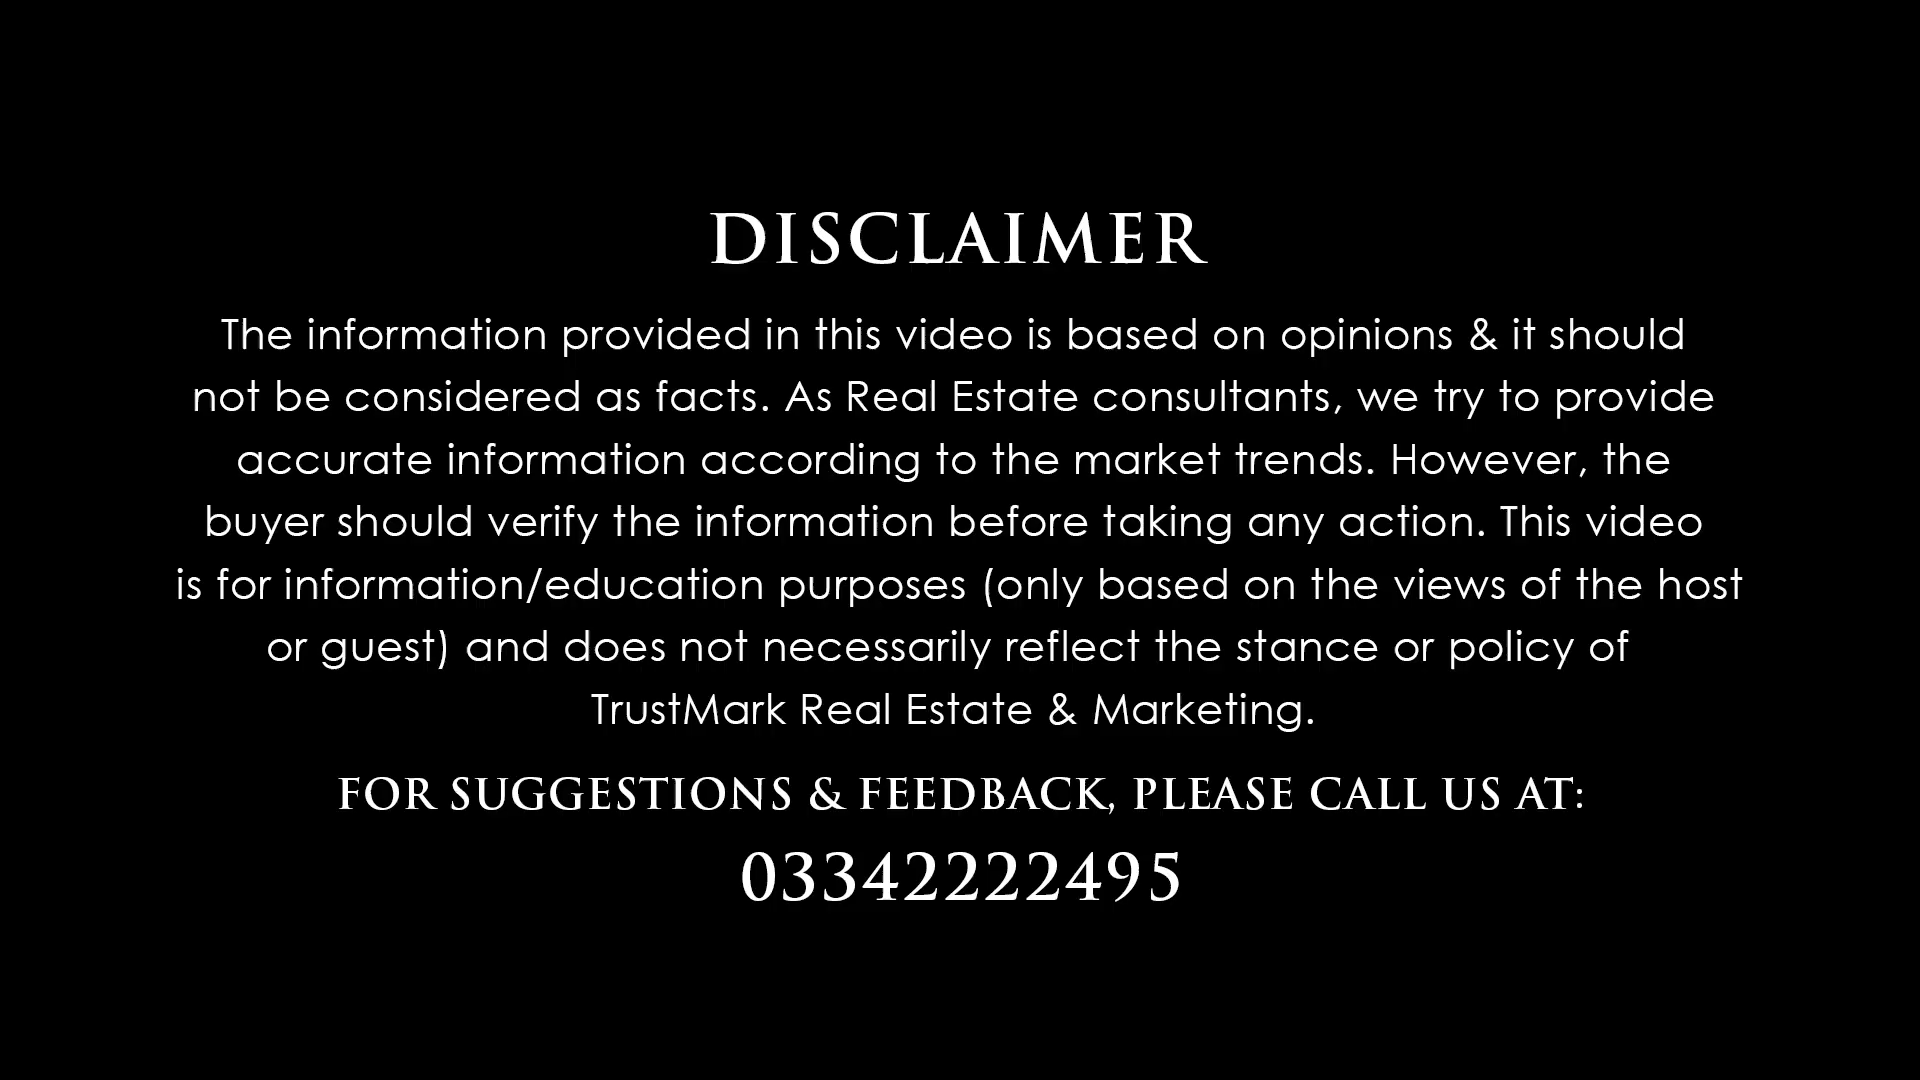 DISCLAIMER
The information provided in this video is based on opinions & it should
not be considered as facts. As Real Estate consultants, we try to provide
accurate information according to the market trends. However, the
buyer should verify the information before taking any action. This video
is for information/education purposes (only based on the views of the host
or guest) and does not necessarily reflect the stance or policy of
TrustMark Real Estate & Marketing.
FOR SUGGESTIONS & FEEDBACK, PLEASE CALL US AT:
03342222495